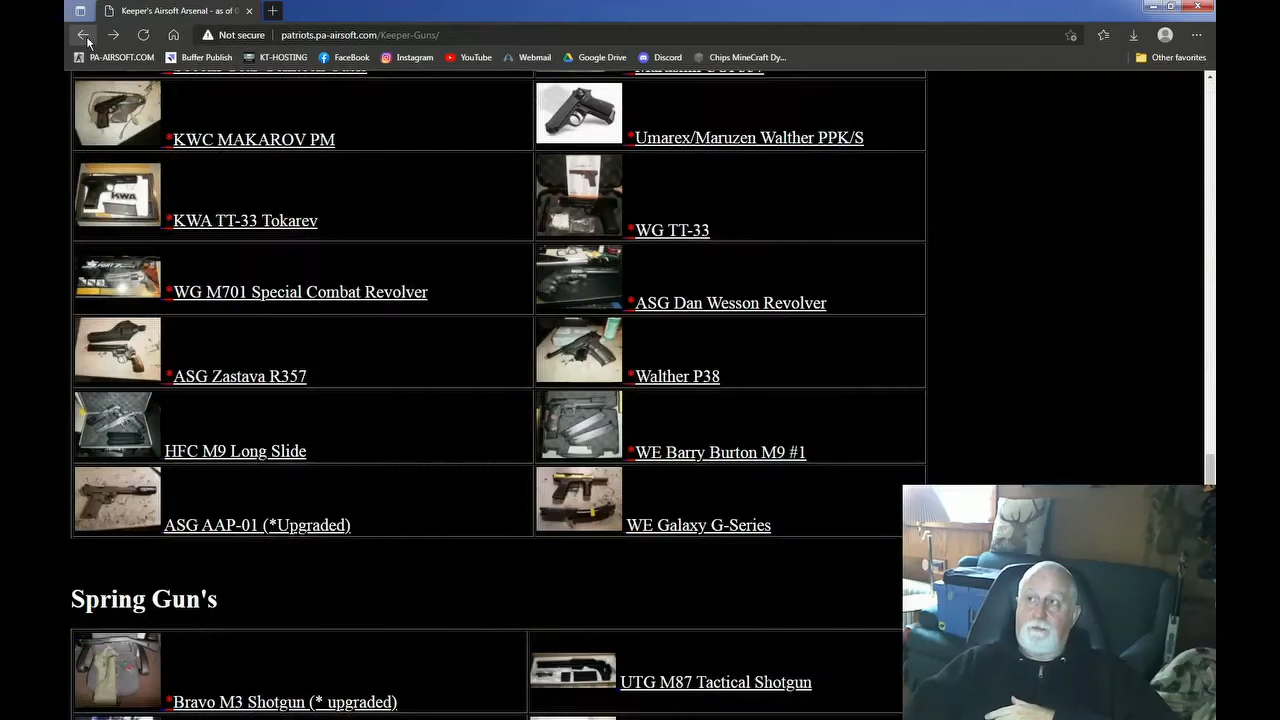 Keeper's Airsoft Arsenal - as of
Not secure patriots.pa-airsoft.com/Keeper-Guns/
PA-AIRSOFT.COM Buffer Publish KT-HOSTING FaceBook Instagram YouTube Webmail Google Drive Discord Chips MineCraft Dy... Other favorites
*KWC MAKAROV PM *Umarex/Maruzen Walther PPK/S
*KWA TT-33 Tokarev *WG TT-33
*WG M701 Special Combat Revolver *ASG Dan Wesson Revolver
*ASG Zastava R357 *Walther P38
HFC M9 Long Slide *WE Barry Burton M9 #1
ASG AAP-01 (*Upgraded) WE Galaxy G-Series
Spring Gun's
*Bravo M3 Shotgun (* upgraded) UTG M87 Tactical Shotgun